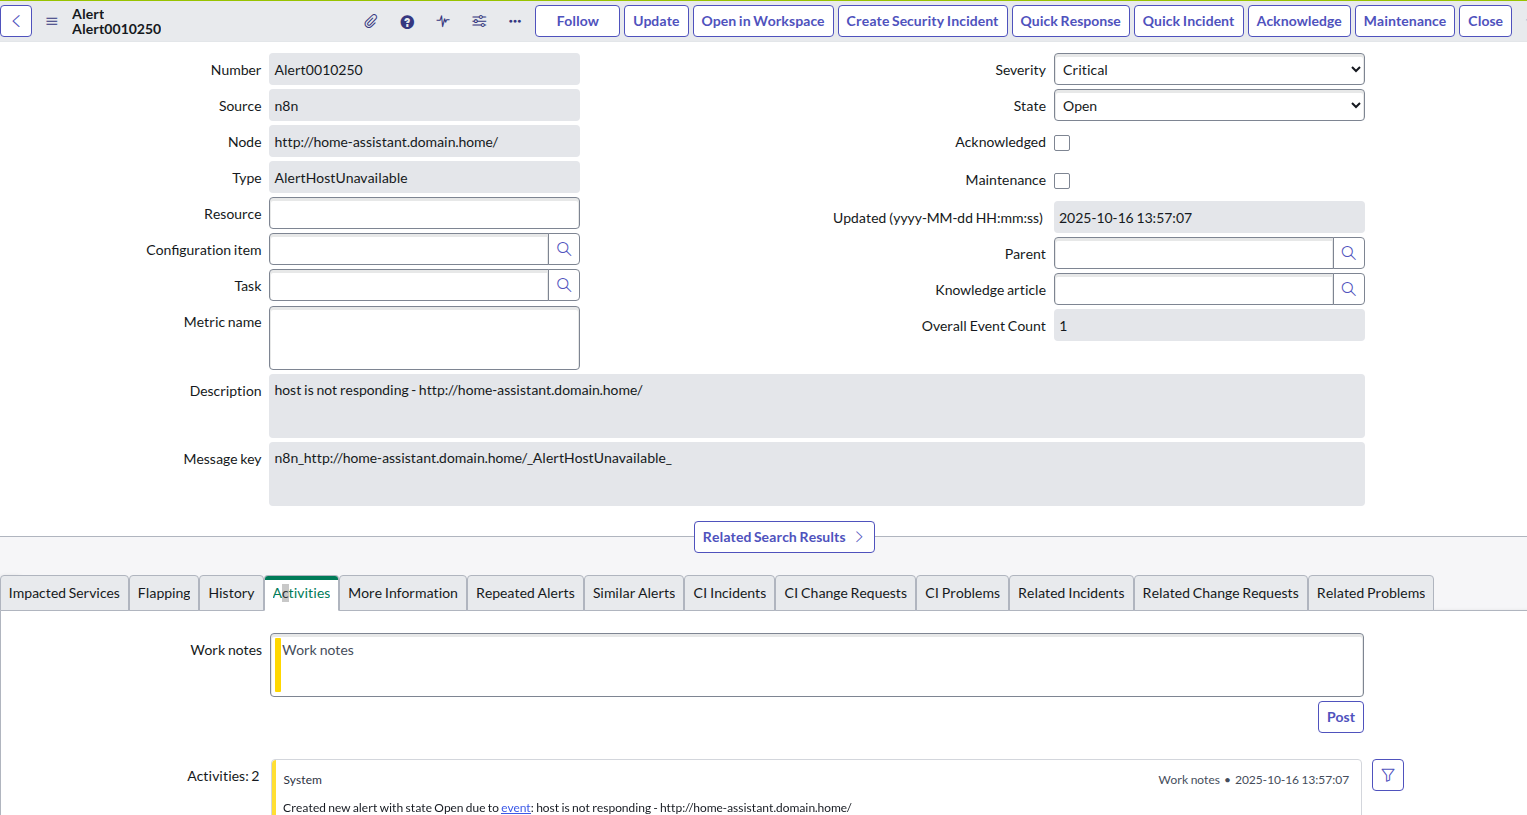 Alert
Alert0010250
Follow
Update
Open in Workspace
Create Security Incident
Quick Response
Quick Incident
Acknowledge
Maintenance
Close
Number
Alert0010250
Source
n8n
Node
http://home-assistant.domain.home/
Type
AlertHostUnavailable
Resource
Configuration item
Task
Metric name
Severity
Critical
State
Open
Acknowledged
Maintenance
Updated (yyyy-MM-dd HH:mm:ss)
2025-10-16 13:57:07
Parent
Knowledge article
Overall Event Count
1
Description
host is not responding - http://home-assistant.domain.home/
Message key
n8n_http://home-assistant.domain.home/_AlertHostUnavailable_
Related Search Results
Impacted Services
Flapping
History
Activities
More Information
Repeated Alerts
Similar Alerts
CI Incidents
CI Change Requests
CI Problems
Related Incidents
Related Change Requests
Related Problems
Work notes
Work notes
Post
Activities: 2
System
Work notes • 2025-10-16 13:57:07
Created new alert with state Open due to event: host is not responding - http://home-assistant.domain.home/